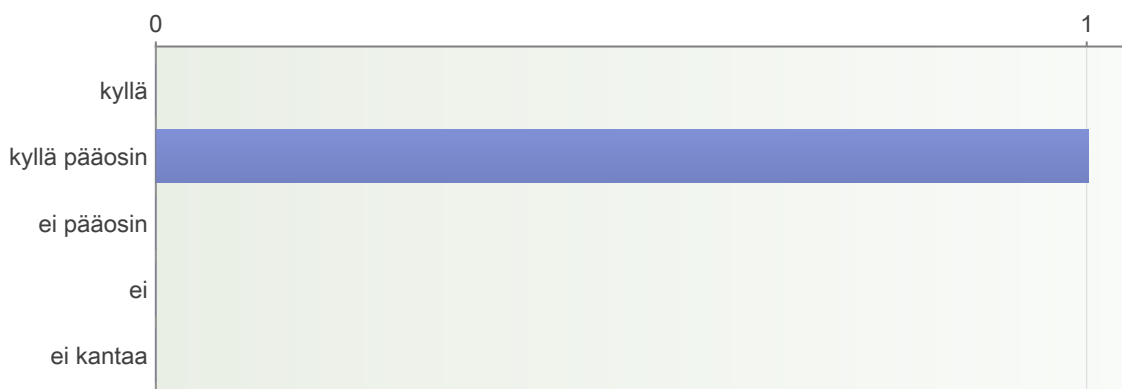 0 1
kyllä
kyllä pääosin
ei pääosin
ei
ei kantaa